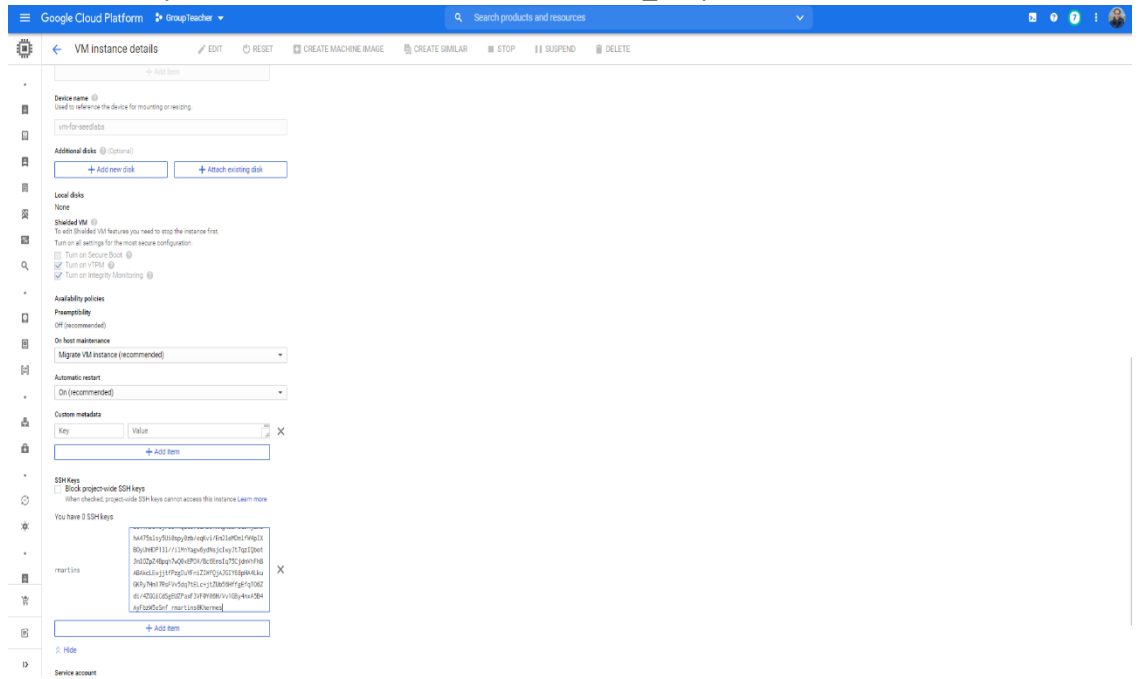 Google Cloud Platform GroupTeacher Search products and resources 7
VM instance details EDIT RESET CREATE MACHINE IMAGE CREATE SIMILAR STOP SUSPEND DELETE
+ Add item
Device name
Used to reference the device for mounting or resizing.
vm-for-seedlabs
Additional disks (Optional)
+ Add new disk + Attach existing disk
Local disks
None
Shielded VM
To edit Shielded VM features you need to stop the instance first.
Turn on all settings for the most secure configuration.
Turn on Secure Boot
Turn on vTPM
Turn on Integrity Monitoring
Availability policies
Preemptibility
Off (recommended)
On host maintenance
Migrate VM instance (recommended)
Automatic restart
On (recommended)
Custom metadata
Key Value
+ Add item
SSH Keys
Block project-wide SSH keys
When checked, project-wide SSH keys cannot access this instance Learn more
You have 0 SSH keys
rmartins
+ Add item
Hide
Service account